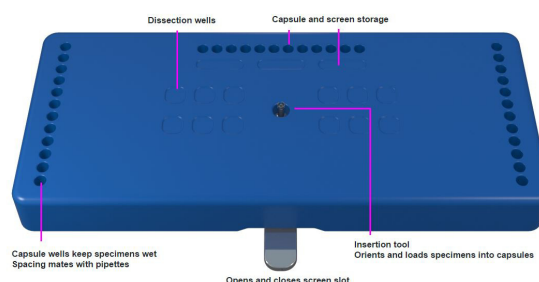 Dissection wells
Capsule and screen storage
Capsule wells keep specimens wet
Spacing mates with pipettes
Insertion tool
Orients and loads specimens into capsules
Opens and closes screen slot